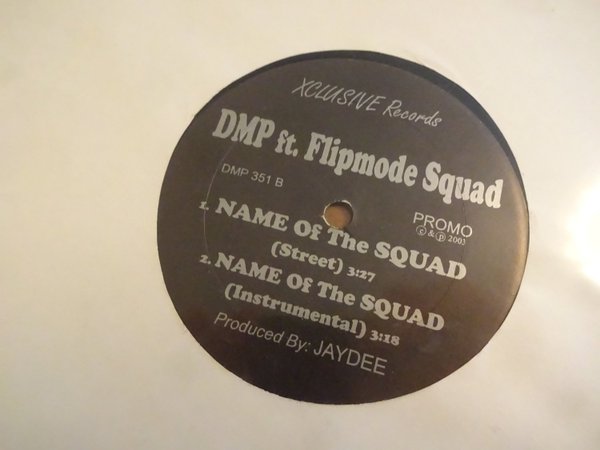 XCLUSIVE Records
DMP ft. Flipmode Squad
DMP 351 B
PROMO
© & ℗ 2003
1. NAME Of The SQUAD
(Street) 3:27
2. NAME Of The SQUAD
(Instrumental) 3:18
Produced By: JAYDEE